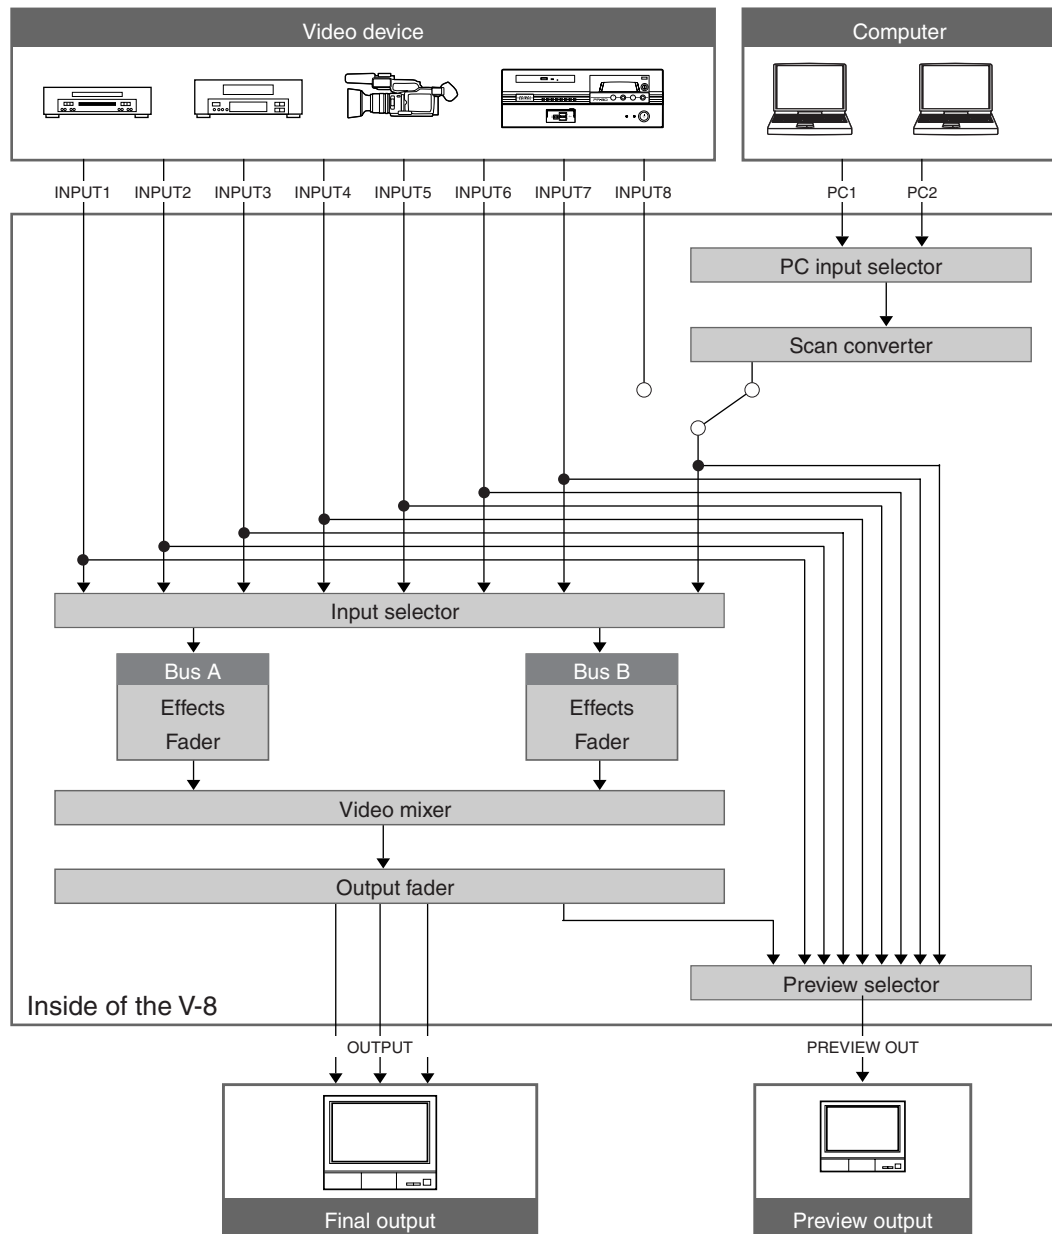 Video device
Computer
INPUT1 INPUT2 INPUT3 INPUT4 INPUT5 INPUT6 INPUT7 INPUT8 PC1 PC2
PC input selector
Scan converter
Input selector
Bus A Bus B
Effects Effects
Fader Fader
Video mixer
Output fader
Preview selector
Inside of the V-8
OUTPUT PREVIEW OUT
Final output Preview output